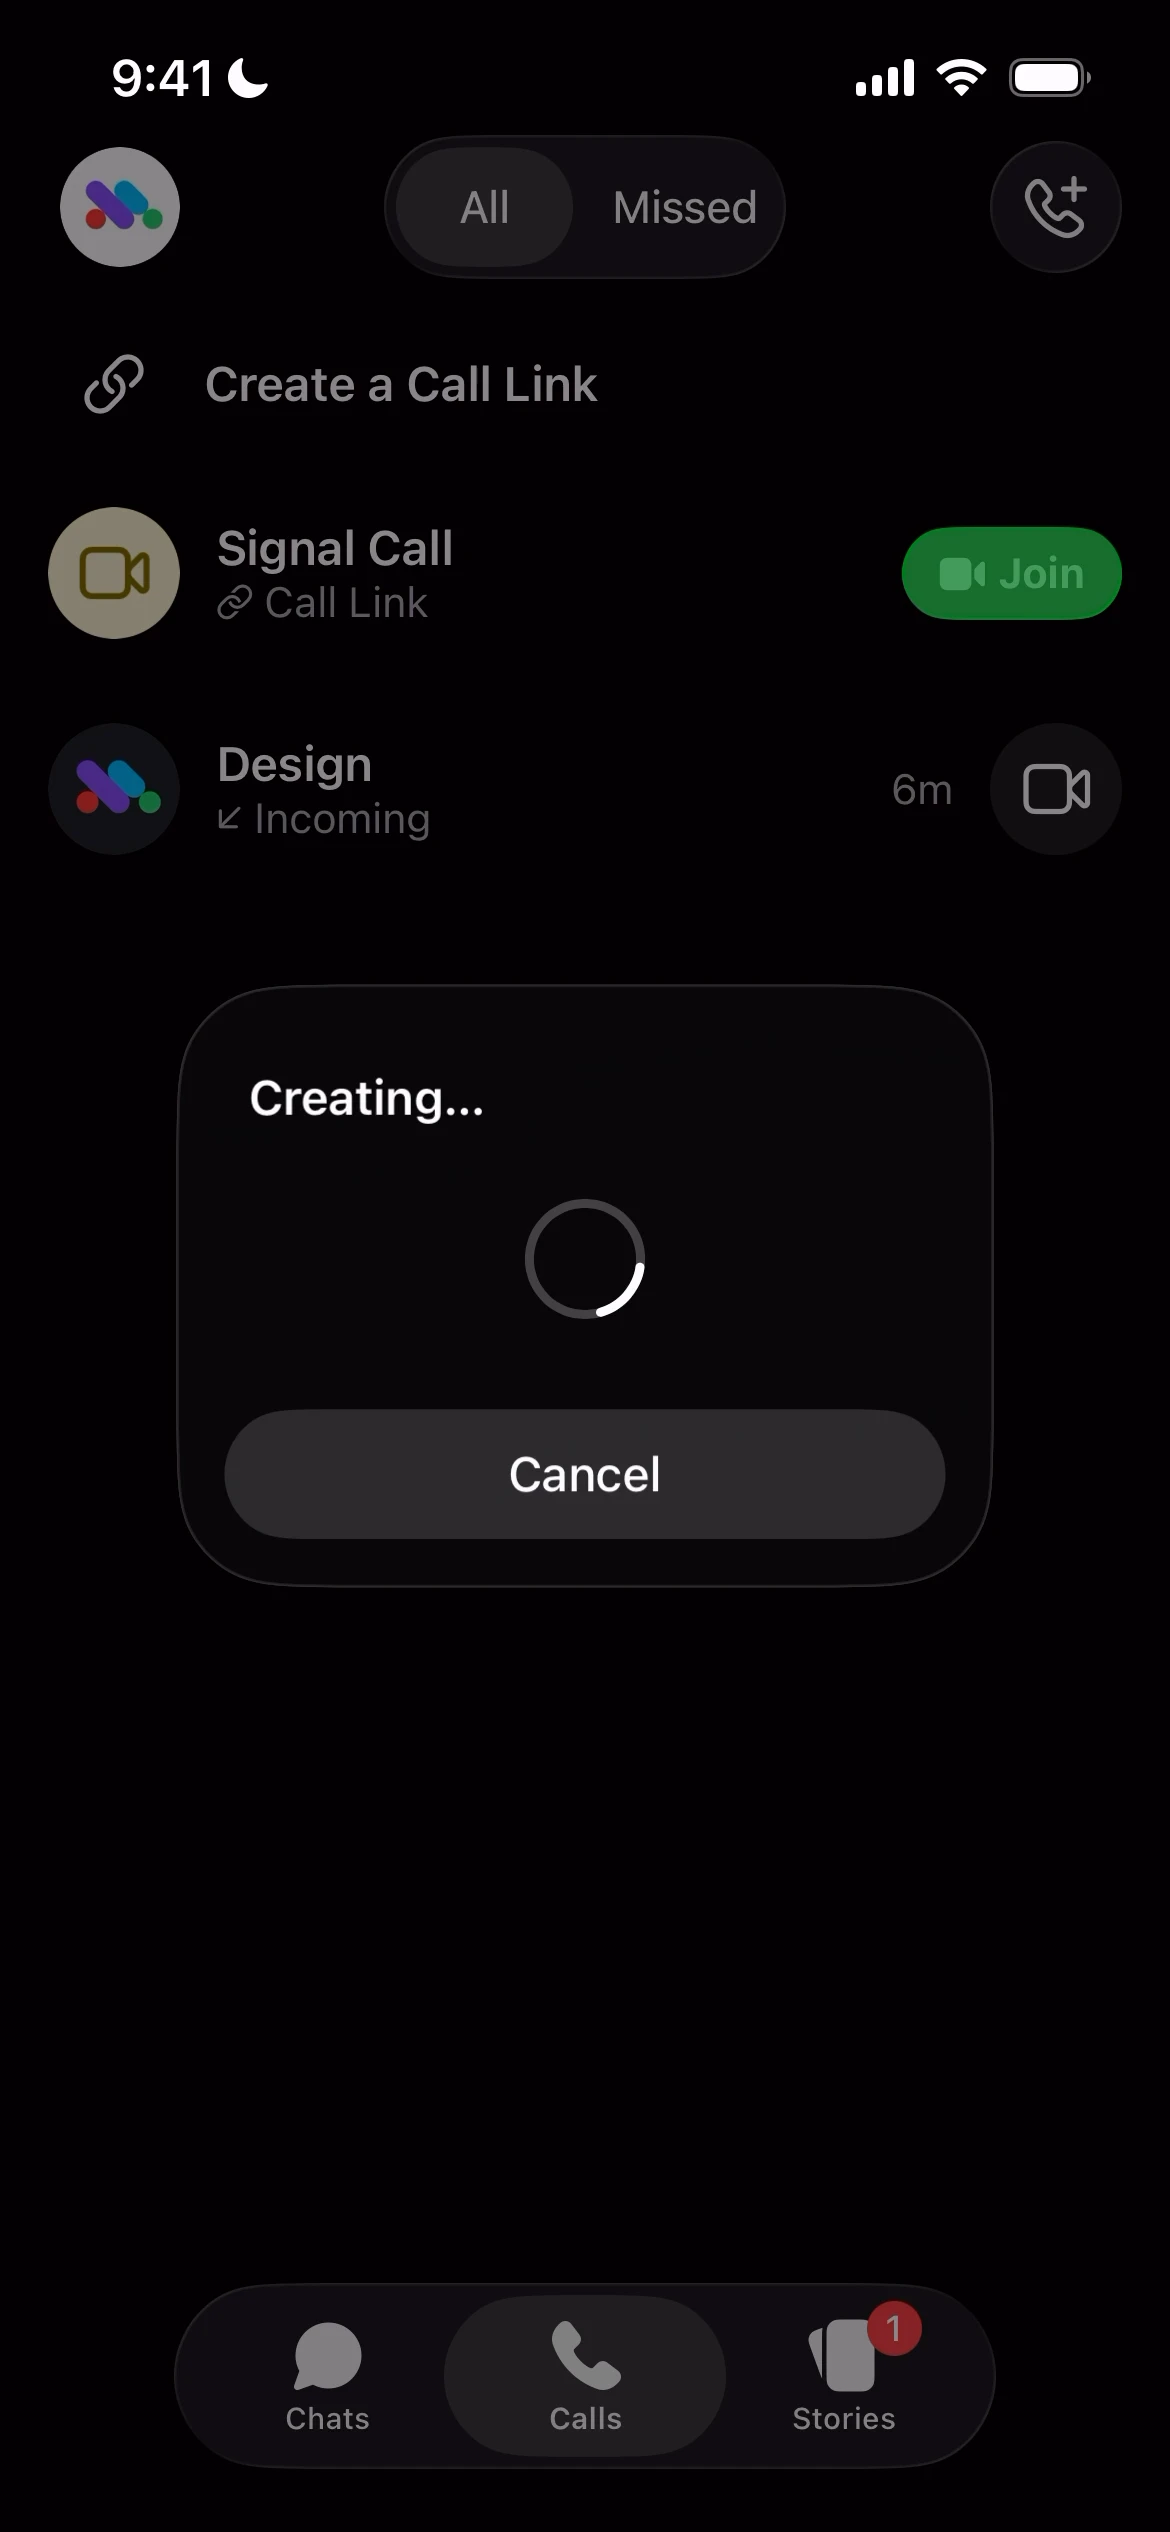 9:41
All
Missed
Create a Call Link
Signal Call
Call Link
Join
Design
Incoming
6m
Creating...
Cancel
1
Chats
Calls
Stories